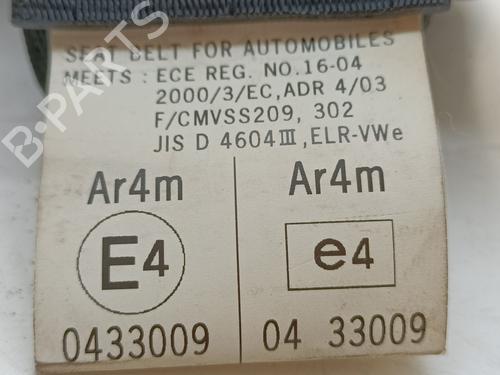 SEAT BELT FOR AUTOMOBILES
MEETS : ECE REG. NO.16-04
2000/3/EC, ADR 4/03
F/CMVSS209, 302
JIS D 4604III, ELR-VWe
Ar4m
E4
0433009
Ar4m
e4
04 33009
B